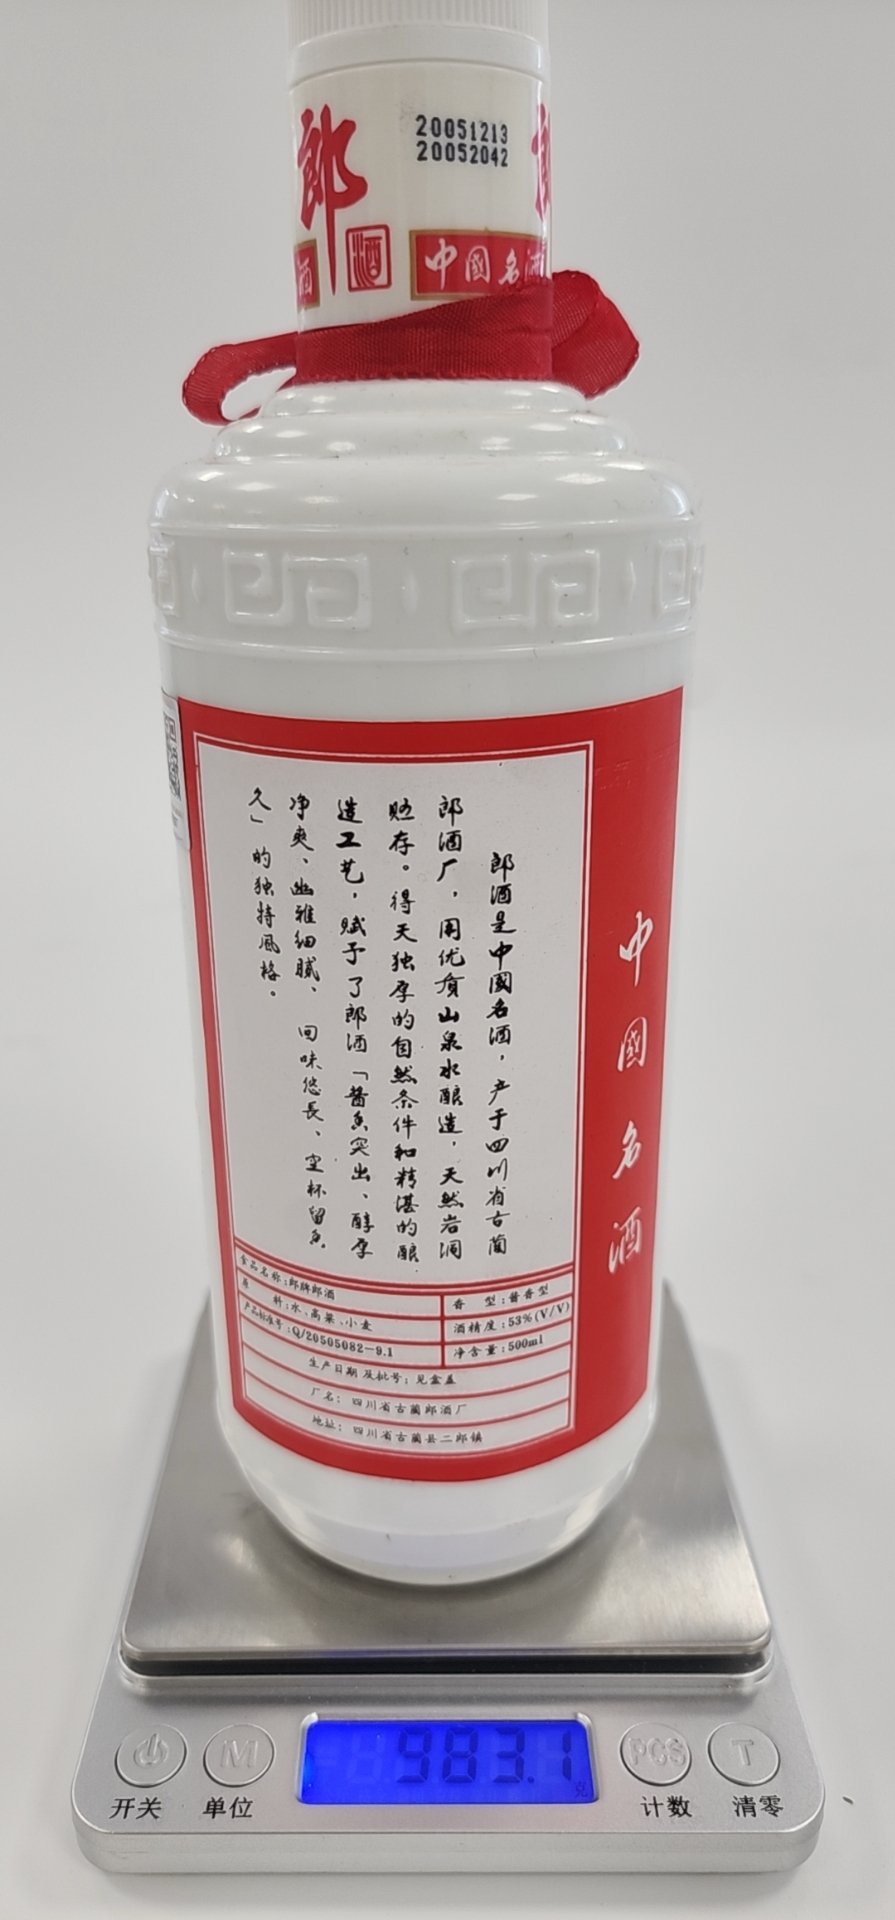 郎
20051213
20052042
酒
酒
中國名酒
郎酒是中國名酒，产于四川省古蔺
郎酒厂，用优质山泉水酿造，天然岩洞
贮存。得天独厚的自然条件和精湛的酿
造工艺，赋予了郎酒「酱香突出、醇厚
净爽、幽雅细腻、回味悠長、空杯留香
久」的独特风格。
中國名酒
食品名称：郎牌郎酒
原料：水、高粱、小麦
产品标准号：Q/20505082-9.1
香型：酱香型
酒精度：53%(V/V)
净含量：500ml
生产日期及批号：见盒盖
厂名：四川省古蔺郎酒厂
地址：四川省古蔺县二郎镇
983.1
克
M
PCS
T
开关
单位
计数
清零